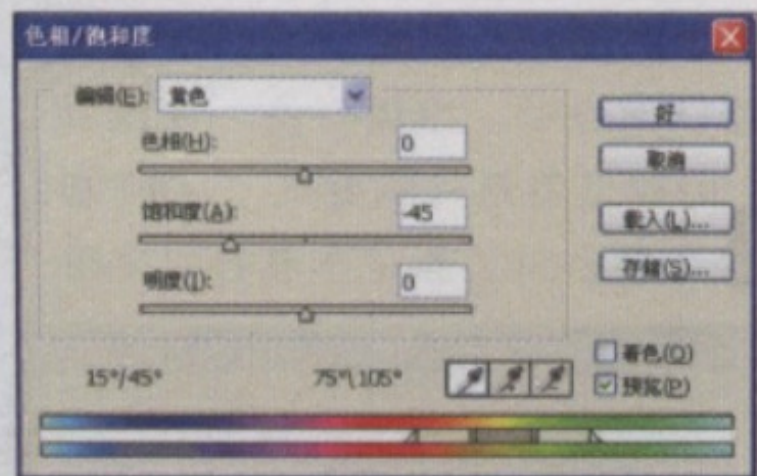 色相/饱和度
编辑(E): 黄色
好
色相(H): 0
取消
饱和度(A): -45
载入(L)...
明度(I): 0
存储(S)...
着色(O)
15°/45° 75°\105°
预览(P)